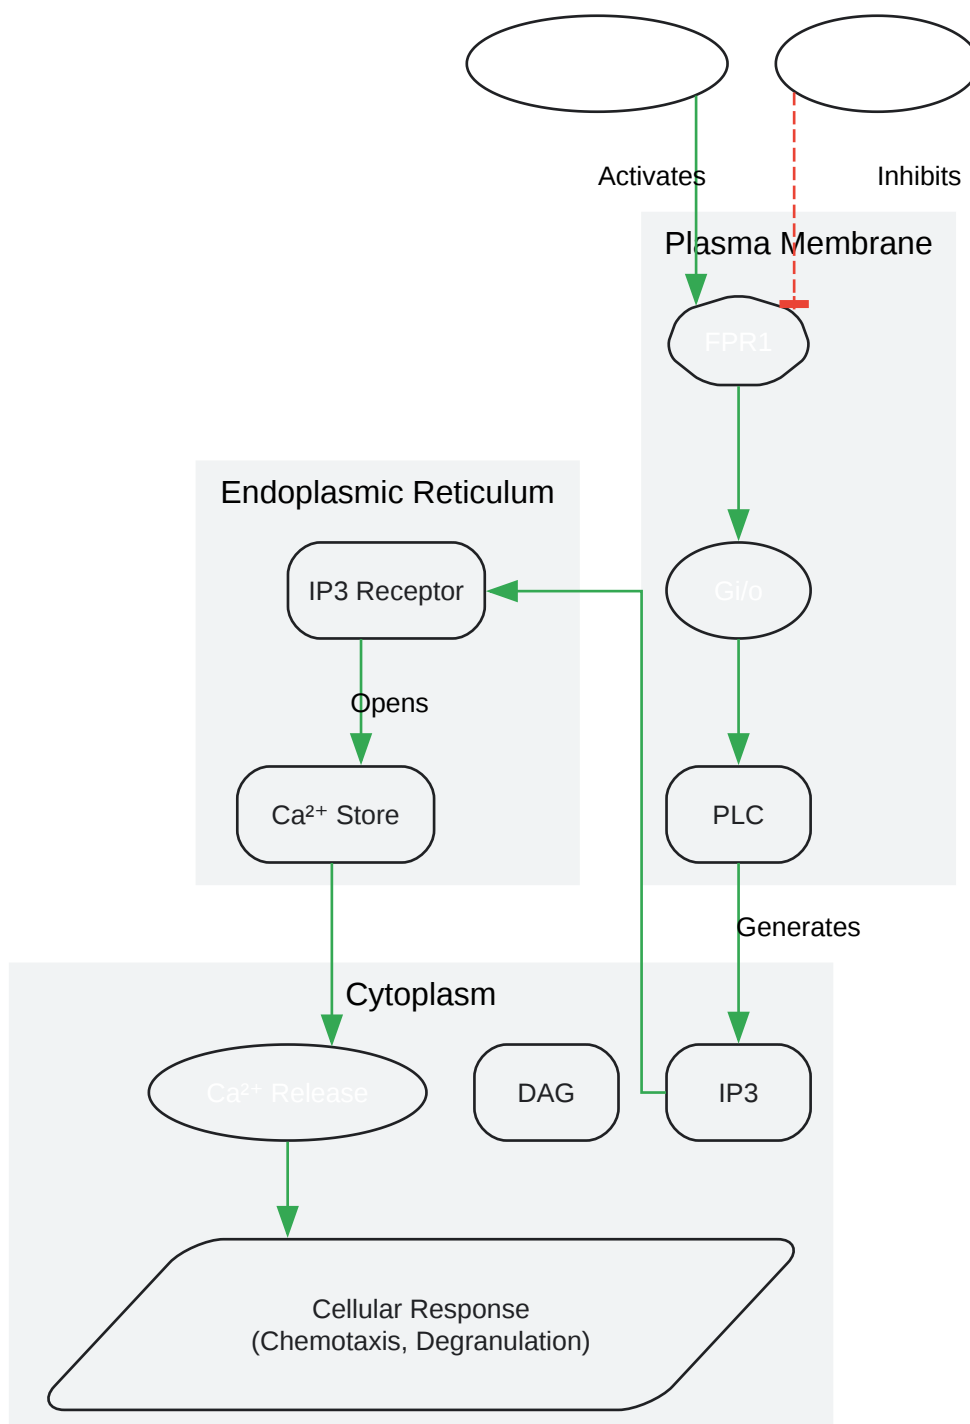 Activates
Inhibits
Plasma Membrane
FPR1
Endoplasmic Reticulum
IP3 Receptor
Gi/o
Opens
Ca²⁺ Store
PLC
Generates
Cytoplasm
Ca²⁺ Release
DAG
IP3
Cellular Response
(Chemotaxis, Degranulation)